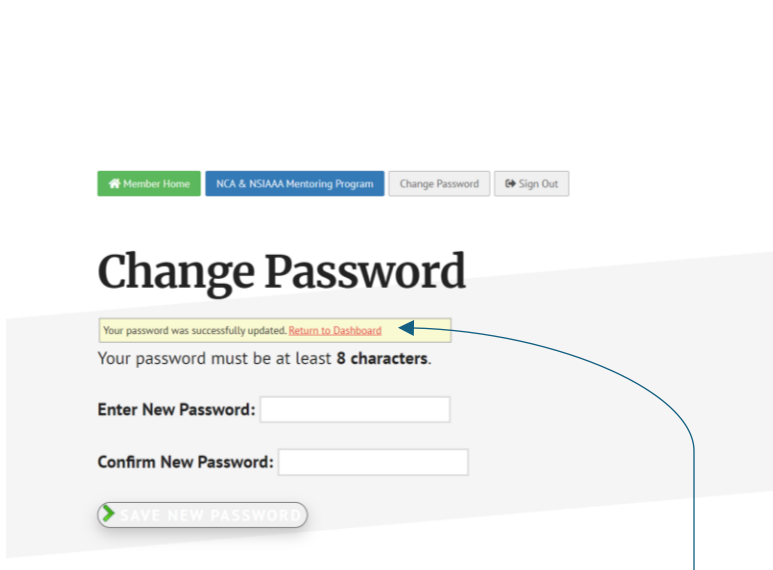 Member Home NCA & NSIAAA Mentoring Program Change Password Sign Out
Change Password
Your password was successfully updated. Return to Dashboard
Your password must be at least 8 characters.
Enter New Password:
Confirm New Password:
SAVE NEW PASSWORD